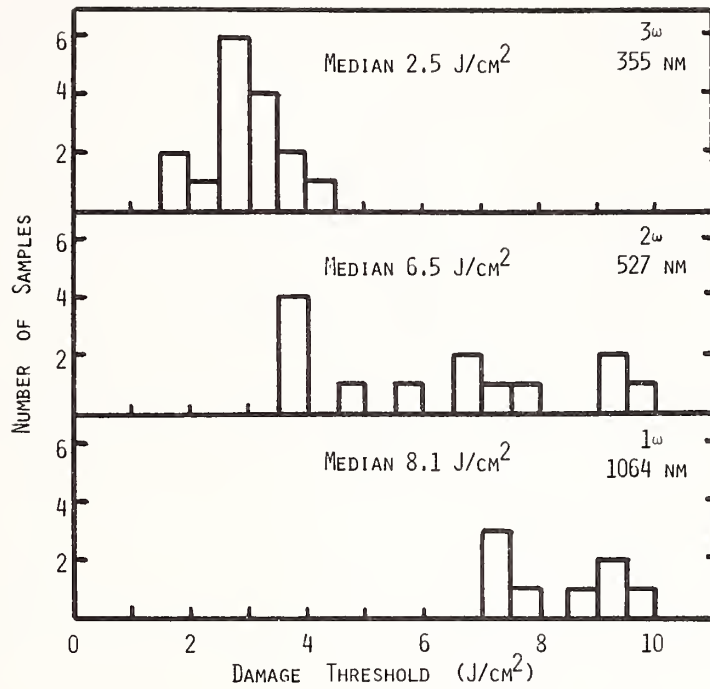 6
4
2
MEDIAN 2.5 J/CM²
3ω
355 NM
6
4
2
MEDIAN 6.5 J/CM²
2ω
527 NM
6
4
2
MEDIAN 8.1 J/CM²
1ω
1064 NM
NUMBER OF SAMPLES
0 2 4 6 8 10
DAMAGE THRESHOLD (J/CM²)